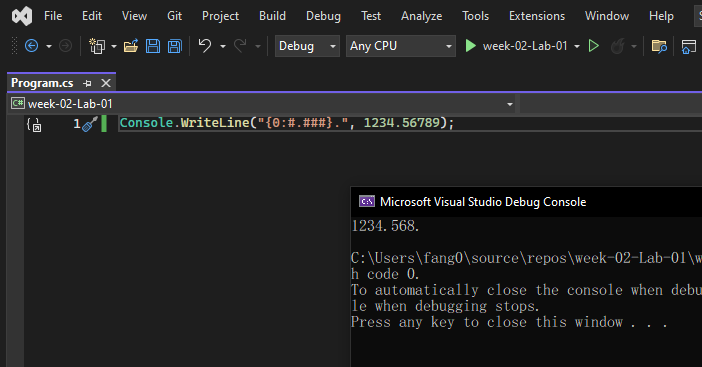 File Edit View Git Project Build Debug Test Analyze Tools Extensions Window Help
Debug Any CPU week-02-Lab-01
Program.cs
C# week-02-Lab-01
1 Console.WriteLine("{0:#.###}.", 1234.56789);
C:\ Microsoft Visual Studio Debug Console
1234.568.
C:\Users\fang0\source\repos\week-02-Lab-01\w
h code 0.
To automatically close the console when debu
le when debugging stops.
Press any key to close this window . . .